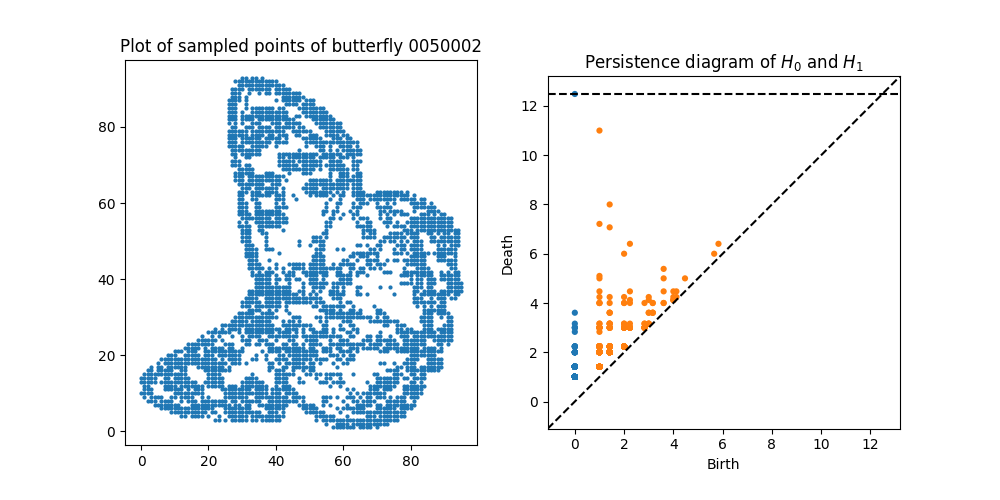 Plot of sampled points of butterfly 0050002
80
60
40
20
0
0 20 40 60 80
Persistence diagram of H₀ and H₁
Death
12
10
8
6
4
2
0
0 2 4 6 8 10 12
Birth